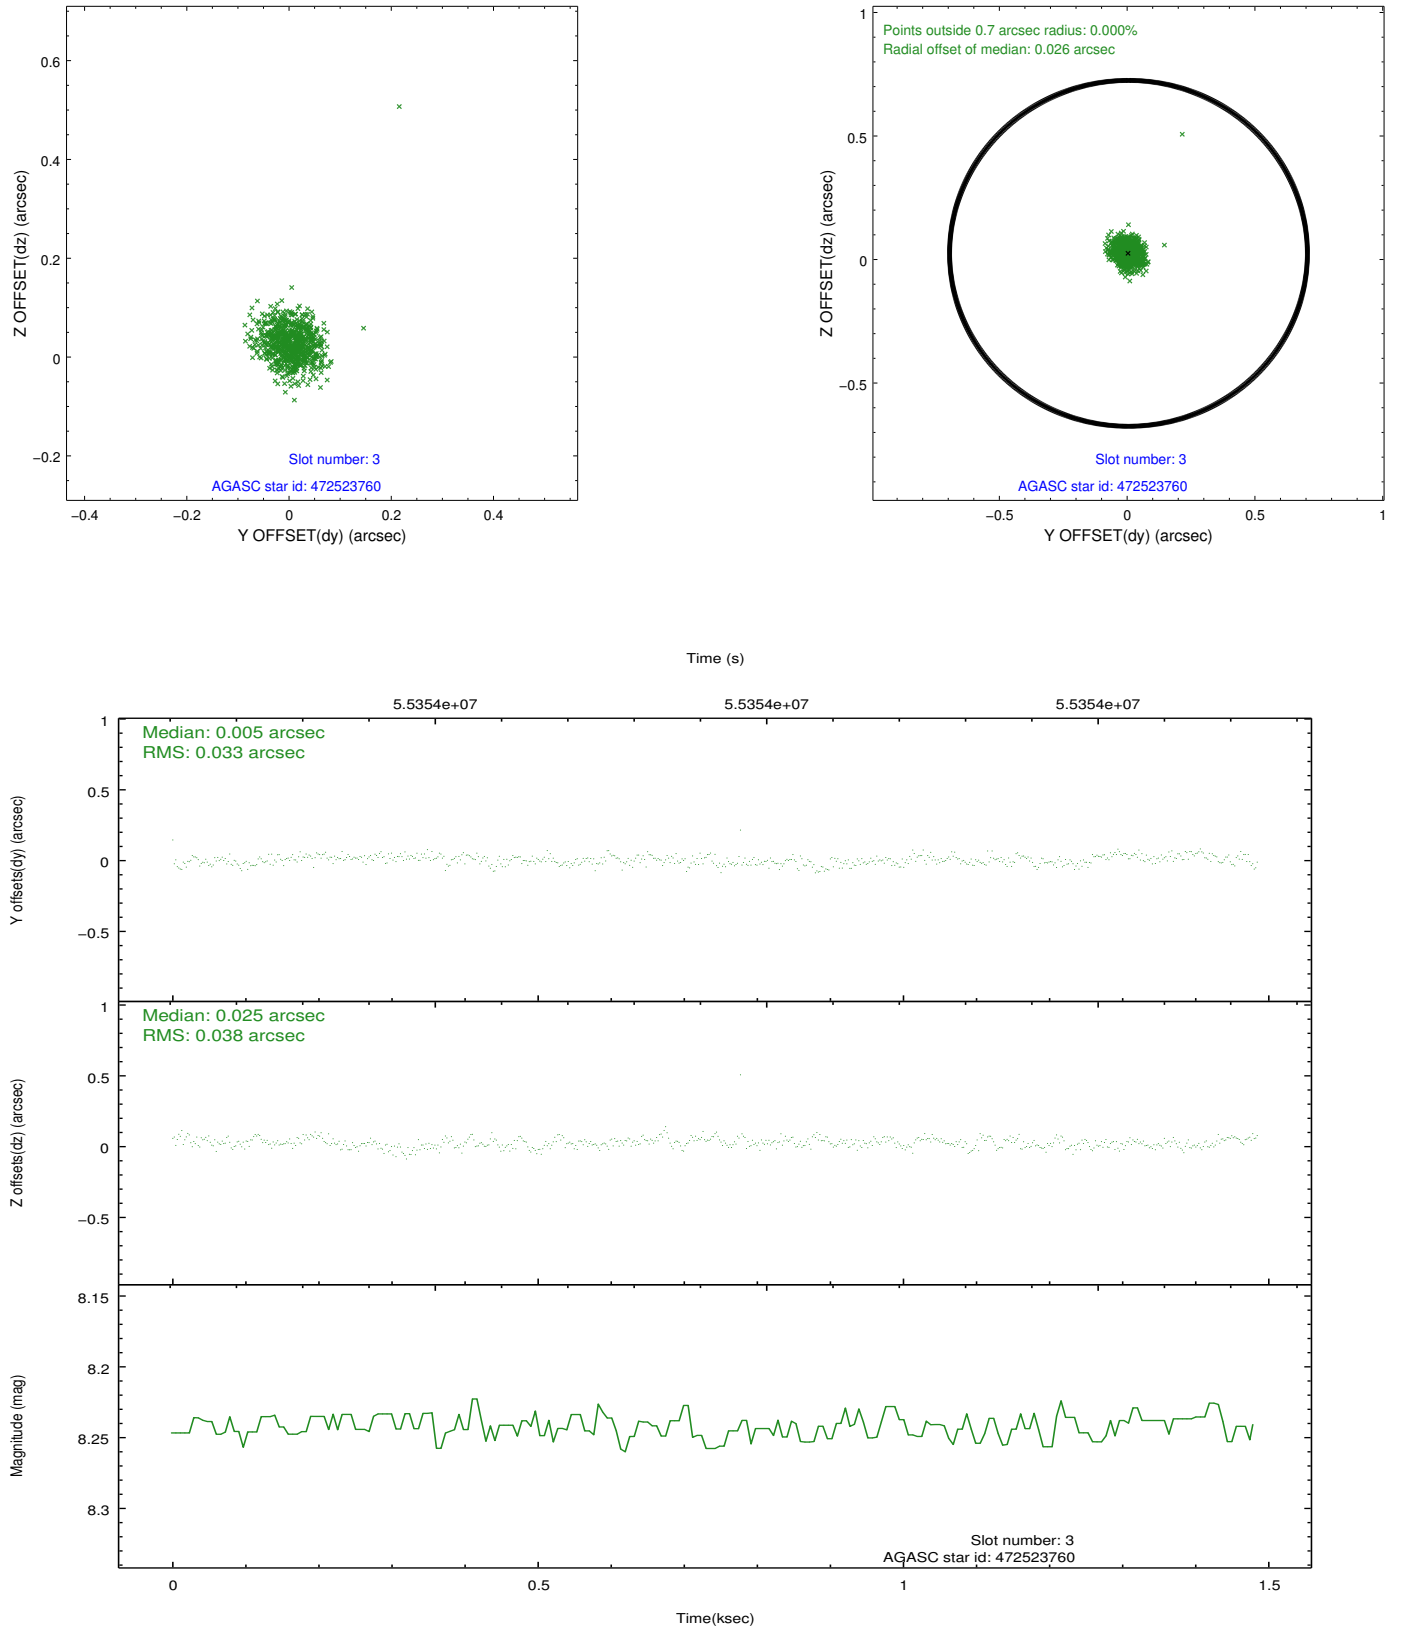 0.6
0.4
0.2
0
−0.2
Z OFFSET(dz) (arcsec)
Slot number: 3
AGASC star id: 472523760
−0.4
−0.2
0
0.2
0.4
Y OFFSET(dy) (arcsec)
Points outside 0.7 arcsec radius: 0.000%
Radial offset of median: 0.026 arcsec
1
0.5
0
−0.5
Z OFFSET(dz) (arcsec)
Slot number: 3
AGASC star id: 472523760
−0.5
0
0.5
1
Y OFFSET(dy) (arcsec)
Time (s)
5.5354e+07
5.5354e+07
5.5354e+07
Median: 0.005 arcsec
RMS: 0.033 arcsec
1
0.5
0
−0.5
Y offsets(dy) (arcsec)
Median: 0.025 arcsec
RMS: 0.038 arcsec
1
0.5
0
−0.5
Z offsets(dz) (arcsec)
8.15
8.2
8.25
8.3
Magnitude (mag)
Slot number: 3
AGASC star id: 472523760
0
0.5
1
1.5
Time(ksec)